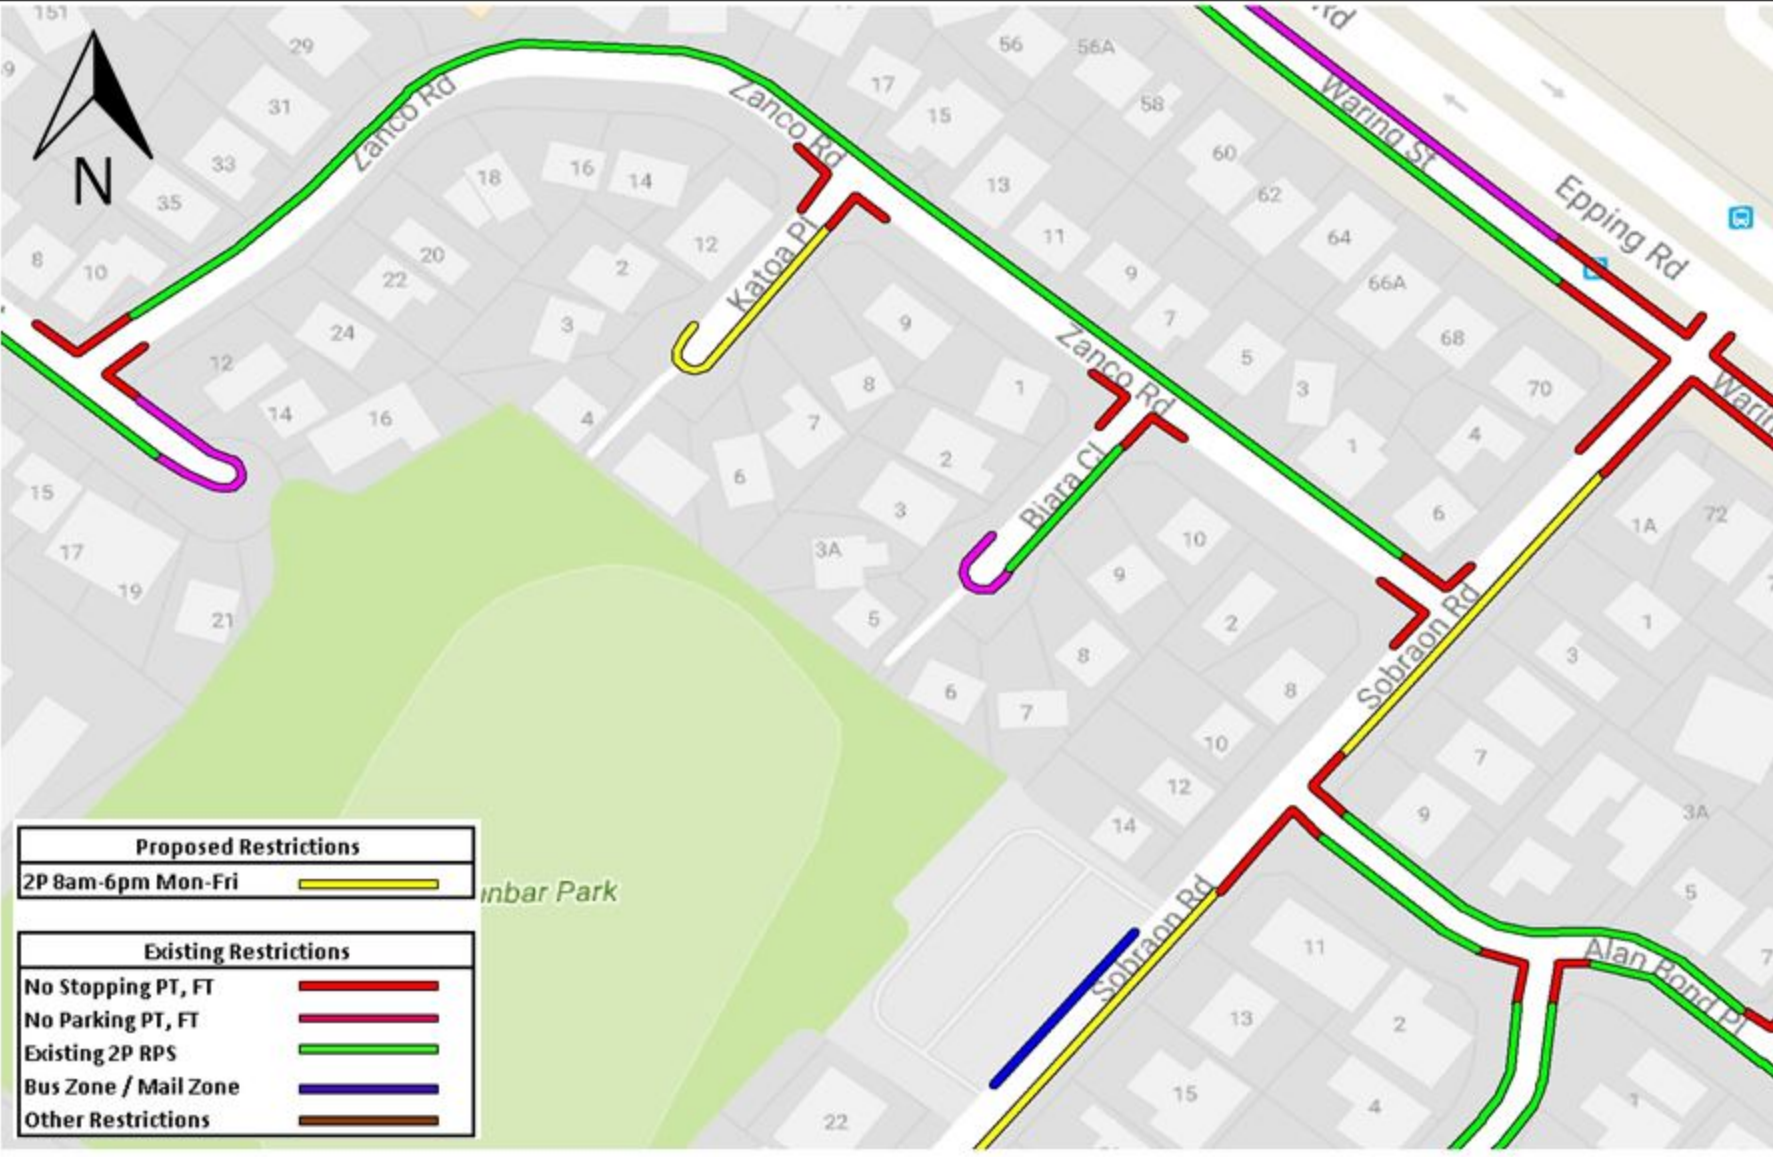 151
29
31
33
35
N
8
10
Zanco Rd
18
16
14
20
22
24
12
14
16
15
17
19
21
Zanco Rd
12
2
3
Katoa Pl
4
9
8
7
6
17
15
13
11
9
7
5
3
1
56
56A
58
60
62
64
66A
68
70
Rd
Waring St
Epping Rd
Zanco Rd
1
2
3
3A
5
6
7
8
9
10
2
8
10
12
14
Biara Cl
4
6
1A
72
1
3
7
9
3A
5
Sobraon Rd
Sobraon Rd
11
13
15
2
4
1
22
Alan Bond Pl
nbar Park
Proposed Restrictions
2P 8am-6pm Mon-Fri
Existing Restrictions
No Stopping PT, FT
No Parking PT, FT
Existing 2P RPS
Bus Zone / Mail Zone
Other Restrictions